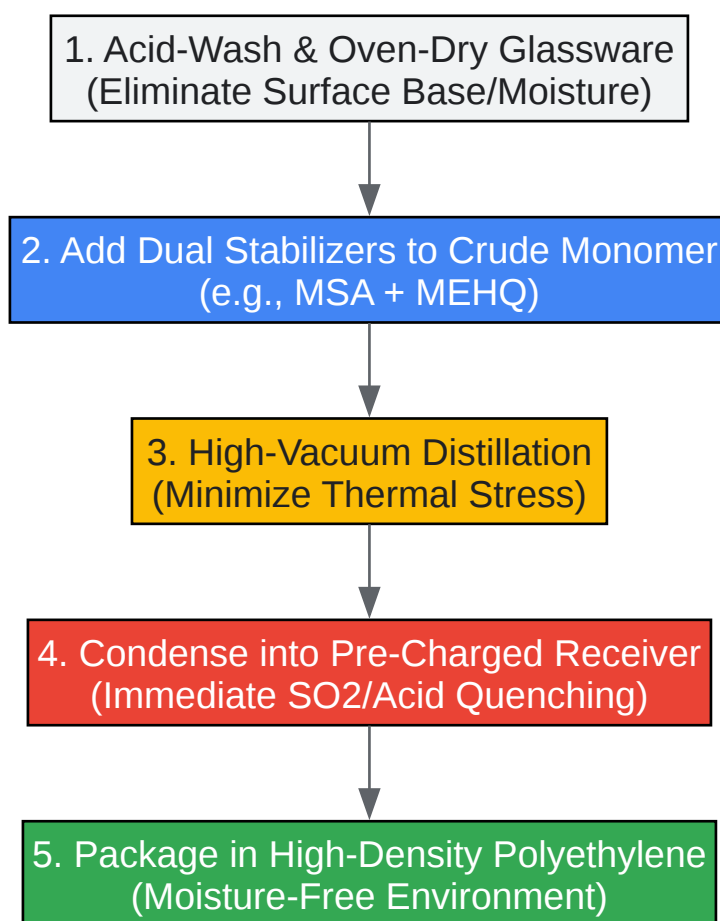 1. Acid-Wash & Oven-Dry Glassware
(Eliminate Surface Base/Moisture)
2. Add Dual Stabilizers to Crude Monomer
(e.g., MSA + MEHQ)
3. High-Vacuum Distillation
(Minimize Thermal Stress)
4. Condense into Pre-Charged Receiver
(Immediate SO2/Acid Quenching)
5. Package in High-Density Polyethylene
(Moisture-Free Environment)